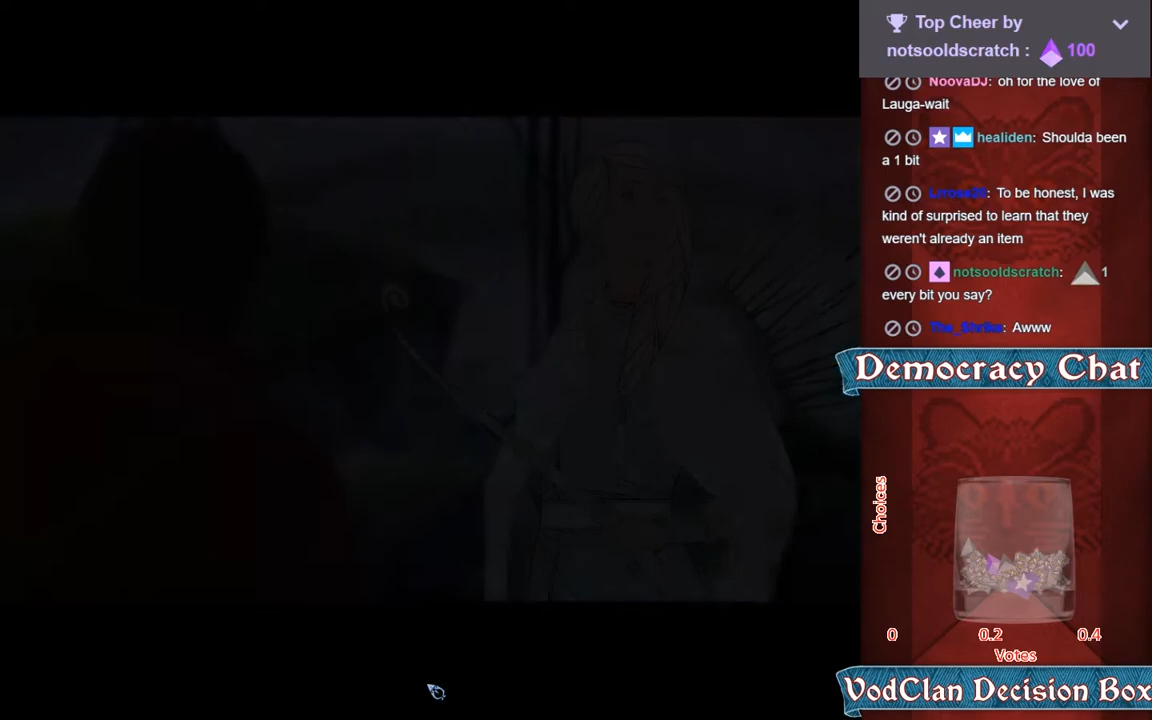 Top Cheer by
notsooldscratch : 100
NoovaDJ: oh for the love of
Lauga-wait
healiden: Shoulda been
a 1 bit
To be honest, I was
kind of surprised to learn that they
weren't already an item
notsooldscratch: 1
every bit you say?
The_Shrike: Awww
Democracy Chat
Choices
0 0.2 0.4
Votes
VodClan Decision Box